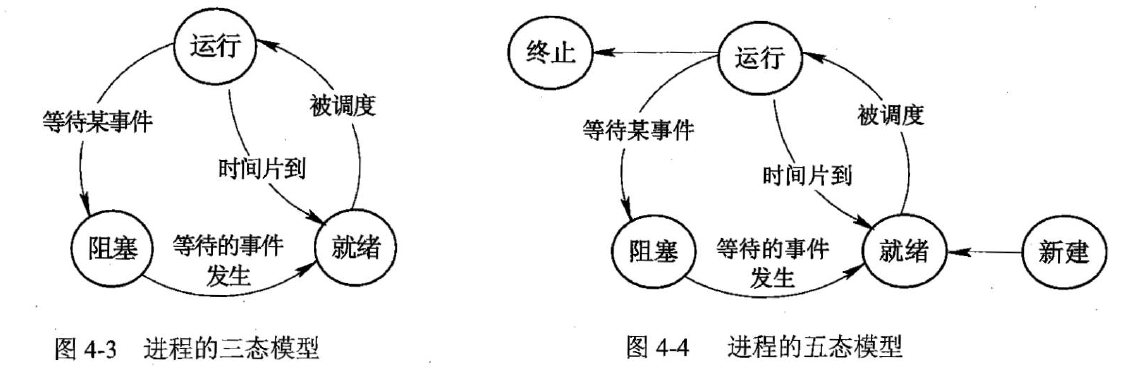 运行
等待某事件
被调度
时间片到
阻塞
等待的事件
发生
就绪
图 4-3 进程的三态模型
终止
运行
等待某事件
被调度
时间片到
阻塞
等待的事件
发生
就绪
新建
图 4-4 进程的五态模型